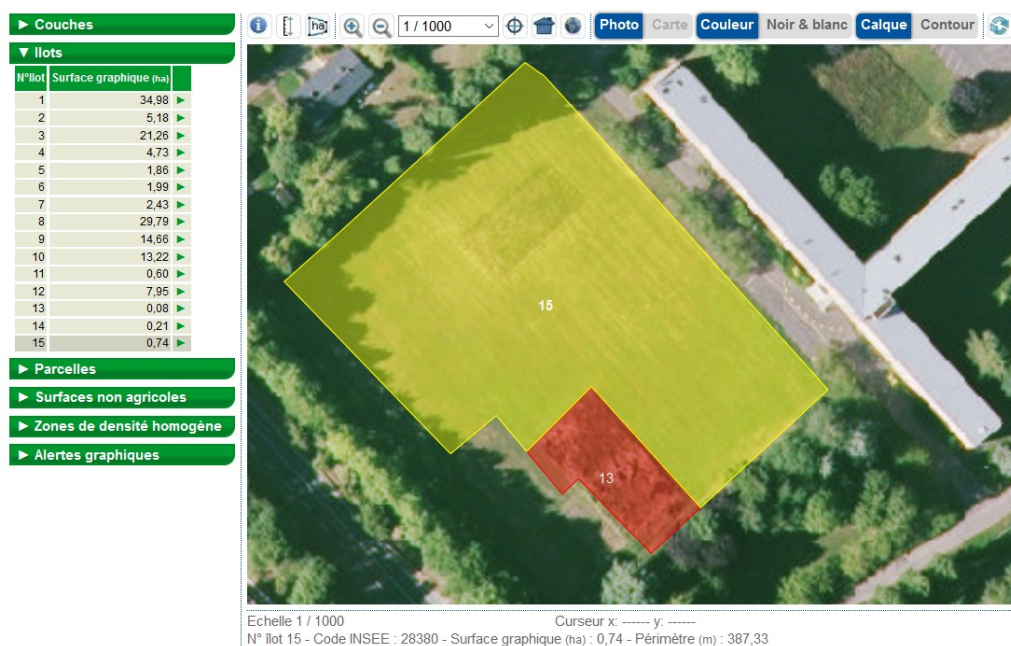 ► Couches
▼ Ilots
N°Ilot Surface graphique (ha)
1 34,98 ►
2 5,18 ►
3 21,26 ►
4 4,73 ►
5 1,86 ►
6 1,99 ►
7 2,43 ►
8 29,79 ►
9 14,66 ►
10 13,22 ►
11 0,60 ►
12 7,95 ►
13 0,08 ►
14 0,21 ►
15 0,74 ►
► Parcelles
► Surfaces non agricoles
► Zones de densité homogène
► Alertes graphiques
ha 1 / 1000 Photo Carte Couleur Noir & blanc Calque Contour
15
13
Echelle 1 / 1000 Curseur x: ------ y: ------
N° îlot 15 - Code INSEE : 28380 - Surface graphique (ha) : 0,74 - Périmètre (m) : 387,33